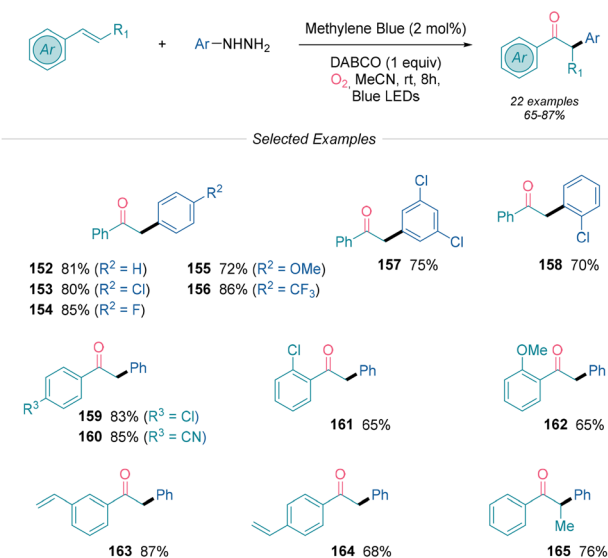 Ar
R1
+
Ar–NHNH2
Methylene Blue (2 mol%)
DABCO (1 equiv)
O2, MeCN, rt, 8h,
Blue LEDs
O
Ar
Ar
R1
22 examples
65-87%
Selected Examples
O
Ph
R2
152 81% (R2 = H)
153 80% (R2 = Cl)
154 85% (R2 = F)
155 72% (R2 = OMe)
156 86% (R2 = CF3)
Cl
O
Ph
Cl
157 75%
O
Ph
Cl
158 70%
O
Ph
R3
159 83% (R3 = Cl)
160 85% (R3 = CN)
Cl
O
Ph
161 65%
OMe
O
Ph
162 65%
O
Ph
163 87%
O
Ph
164 68%
O
Ph
Me
165 76%